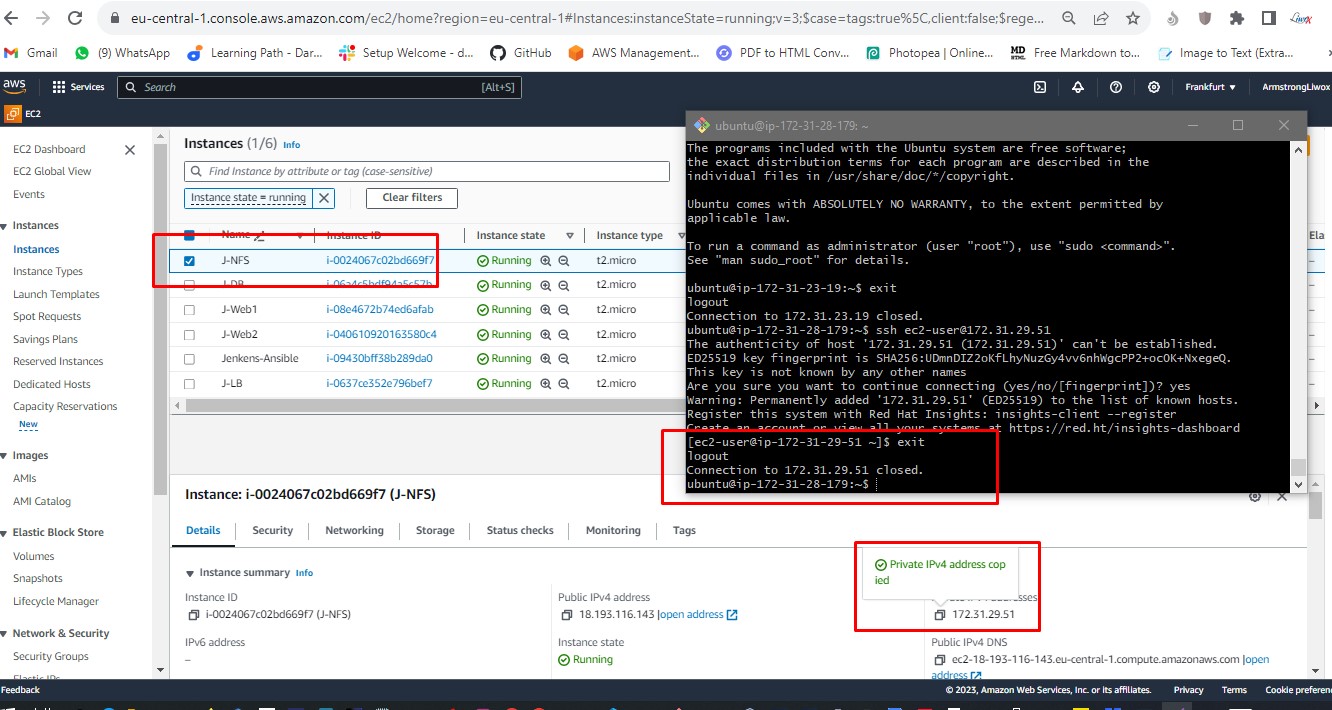 eu-central-1.console.aws.amazon.com/ec2/home?region=eu-central-1#Instances:instanceState=running;v=3;$case=tags:true%5C,client:false;$rege...
Gmail (9) WhatsApp Learning Path - Dar... Setup Welcome - d... GitHub AWS Management... PDF to HTML Conv... Photopea | Online... MD Free Markdown to... Image to Text (Extra...
aws Services Search [Alt+S] Frankfurt ▼ ArmstrongLiwox
EC2
EC2 Dashboard
EC2 Global View
Events
Instances
Instances
Instance Types
Launch Templates
Spot Requests
Savings Plans
Reserved Instances
Dedicated Hosts
Capacity Reservations
New
Images
AMIs
AMI Catalog
Elastic Block Store
Volumes
Snapshots
Lifecycle Manager
Network & Security
Security Groups
Elastic IPs
Instances (1/6) Info
Find Instance by attribute or tag (case-sensitive)
Instance state = running Clear filters
Name Instance ID Instance state Instance type Ela
J-NFS i-0024067c02bd669f7 Running t2.micro
J-DB i-06a4c5bdf94a5c57b Running t2.micro
J-Web1 i-08e4672b74ed6afab Running t2.micro
J-Web2 i-040610920163580c4 Running t2.micro
Jenkens-Ansible i-09430bff38b289da0 Running t2.micro
J-LB i-0637ce352e796bef7 Running t2.micro
ubuntu@ip-172-31-28-179: ~
The programs included with the Ubuntu system are free software;
the exact distribution terms for each program are described in the
individual files in /usr/share/doc/*/copyright.
Ubuntu comes with ABSOLUTELY NO WARRANTY, to the extent permitted by
applicable law.
To run a command as administrator (user "root"), use "sudo <command>".
See "man sudo_root" for details.
ubuntu@ip-172-31-23-19:~$ exit
logout
Connection to 172.31.23.19 closed.
ubuntu@ip-172-31-28-179:~$ ssh ec2-user@172.31.29.51
The authenticity of host '172.31.29.51 (172.31.29.51)' can't be established.
ED25519 key fingerprint is SHA256:UDmnDIZ2oKfLhyNuzGy4vv6nhWgcPP2+ocOK+NxegeQ.
This key is not known by any other names
Are you sure you want to continue connecting (yes/no/[fingerprint])? yes
Warning: Permanently added '172.31.29.51' (ED25519) to the list of known hosts.
Register this system with Red Hat Insights: insights-client --register
Create an account or view all your systems at https://red.ht/insights-dashboard
[ec2-user@ip-172-31-29-51 ~]$ exit
logout
Connection to 172.31.29.51 closed.
ubuntu@ip-172-31-28-179:~$
Instance: i-0024067c02bd669f7 (J-NFS)
Details Security Networking Storage Status checks Monitoring Tags
Instance summary Info
Private IPv4 address cop
ied
Instance ID
i-0024067c02bd669f7 (J-NFS)
IPv6 address
–
Public IPv4 address
18.193.116.143 |open address
Instance state
Running
172.31.29.51
Public IPv4 DNS
ec2-18-193-116-143.eu-central-1.compute.amazonaws.com |open
address
Feedback © 2023, Amazon Web Services, Inc. or its affiliates. Privacy Terms Cookie preferenc